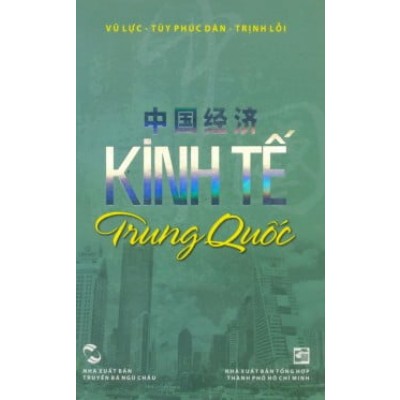 VŨ LỰC - TÙY PHÚC DÂN - TRỊNH LỖI
中国经济
KINH TẾ
Trung Quốc
NHÀ XUẤT BẢN
TRUYỀN BÁ NGŨ CHÂU
NHÀ XUẤT BẢN TỔNG HỢP
THÀNH PHỐ HỒ CHÍ MINH